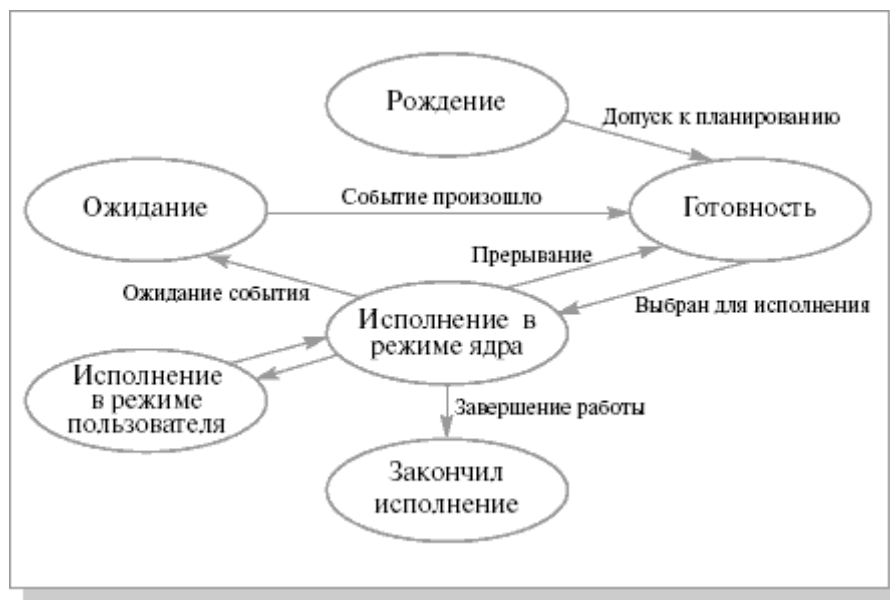 Рождение
Допуск к планированию
Ожидание
Событие произошло
Готовность
Прерывание
Ожидание события
Выбран для исполнения
Исполнение в
режиме ядра
Исполнение
в режиме
пользователя
Завершение работы
Закончил
исполнение